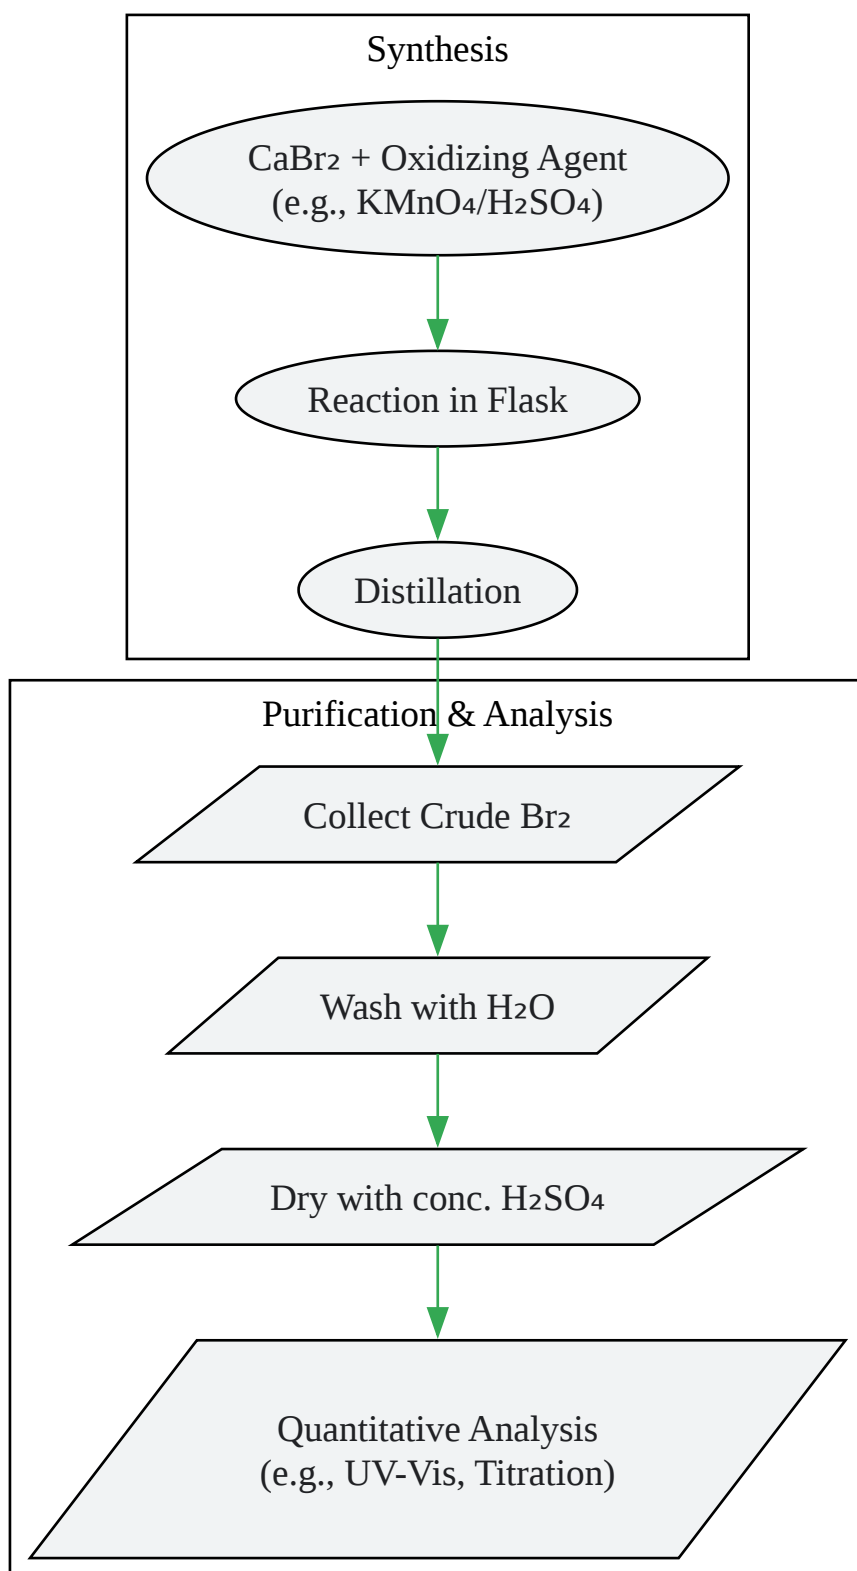 Synthesis
CaBr₂ + Oxidizing Agent
(e.g., KMnO₄/H₂SO₄)
Reaction in Flask
Distillation
Purification & Analysis
Collect Crude Br₂
Wash with H₂O
Dry with conc. H₂SO₄
Quantitative Analysis
(e.g., UV-Vis, Titration)